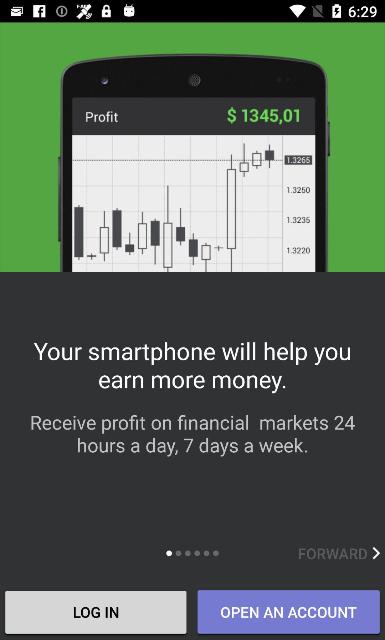 6:29
Profit $ 1345,01
1.3265
1.3250
1.3235
1.3220
Your smartphone will help you
earn more money.
Receive profit on financial markets 24
hours a day, 7 days a week.
FORWARD
LOG IN OPEN AN ACCOUNT